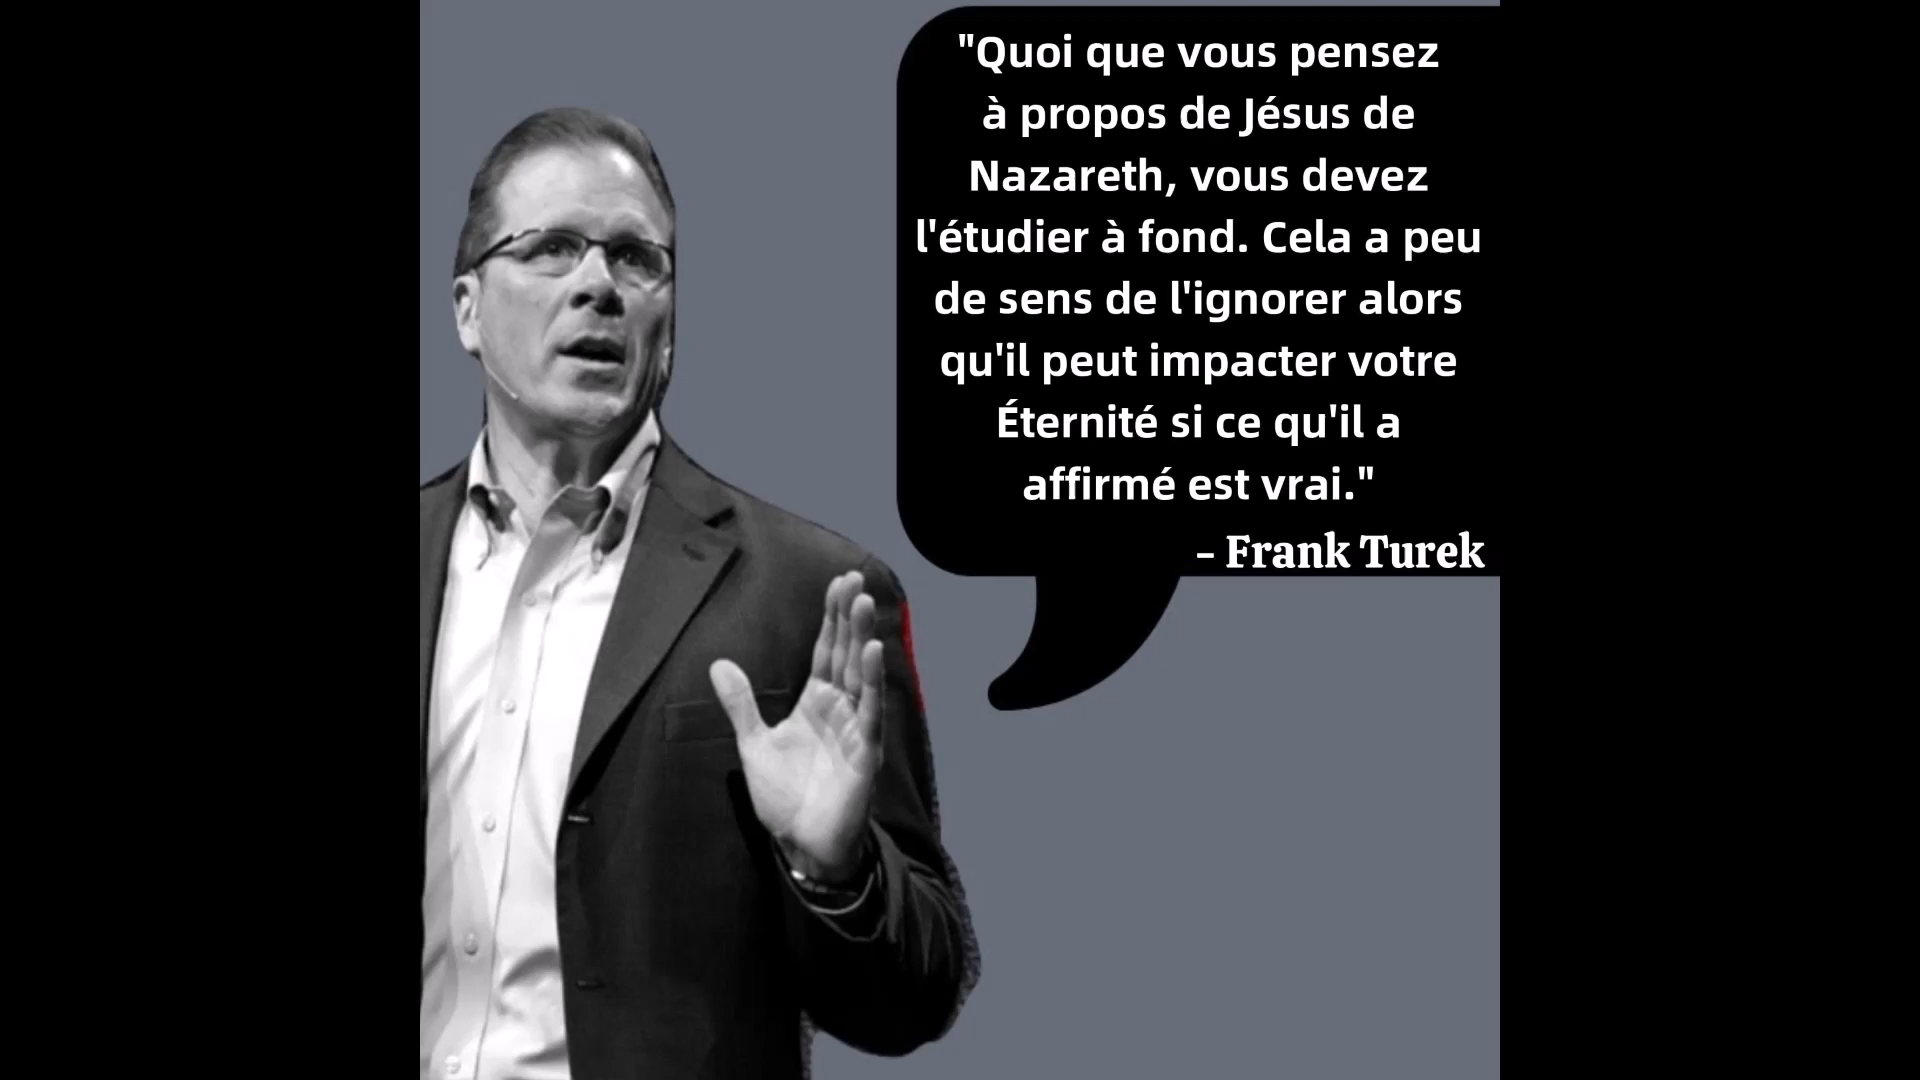 "Quoi que vous pensez
à propos de Jésus de
Nazareth, vous devez
l'étudier à fond. Cela a peu
de sens de l'ignorer alors
qu'il peut impacter votre
Éternité si ce qu'il a
affirmé est vrai."
– Frank Turek